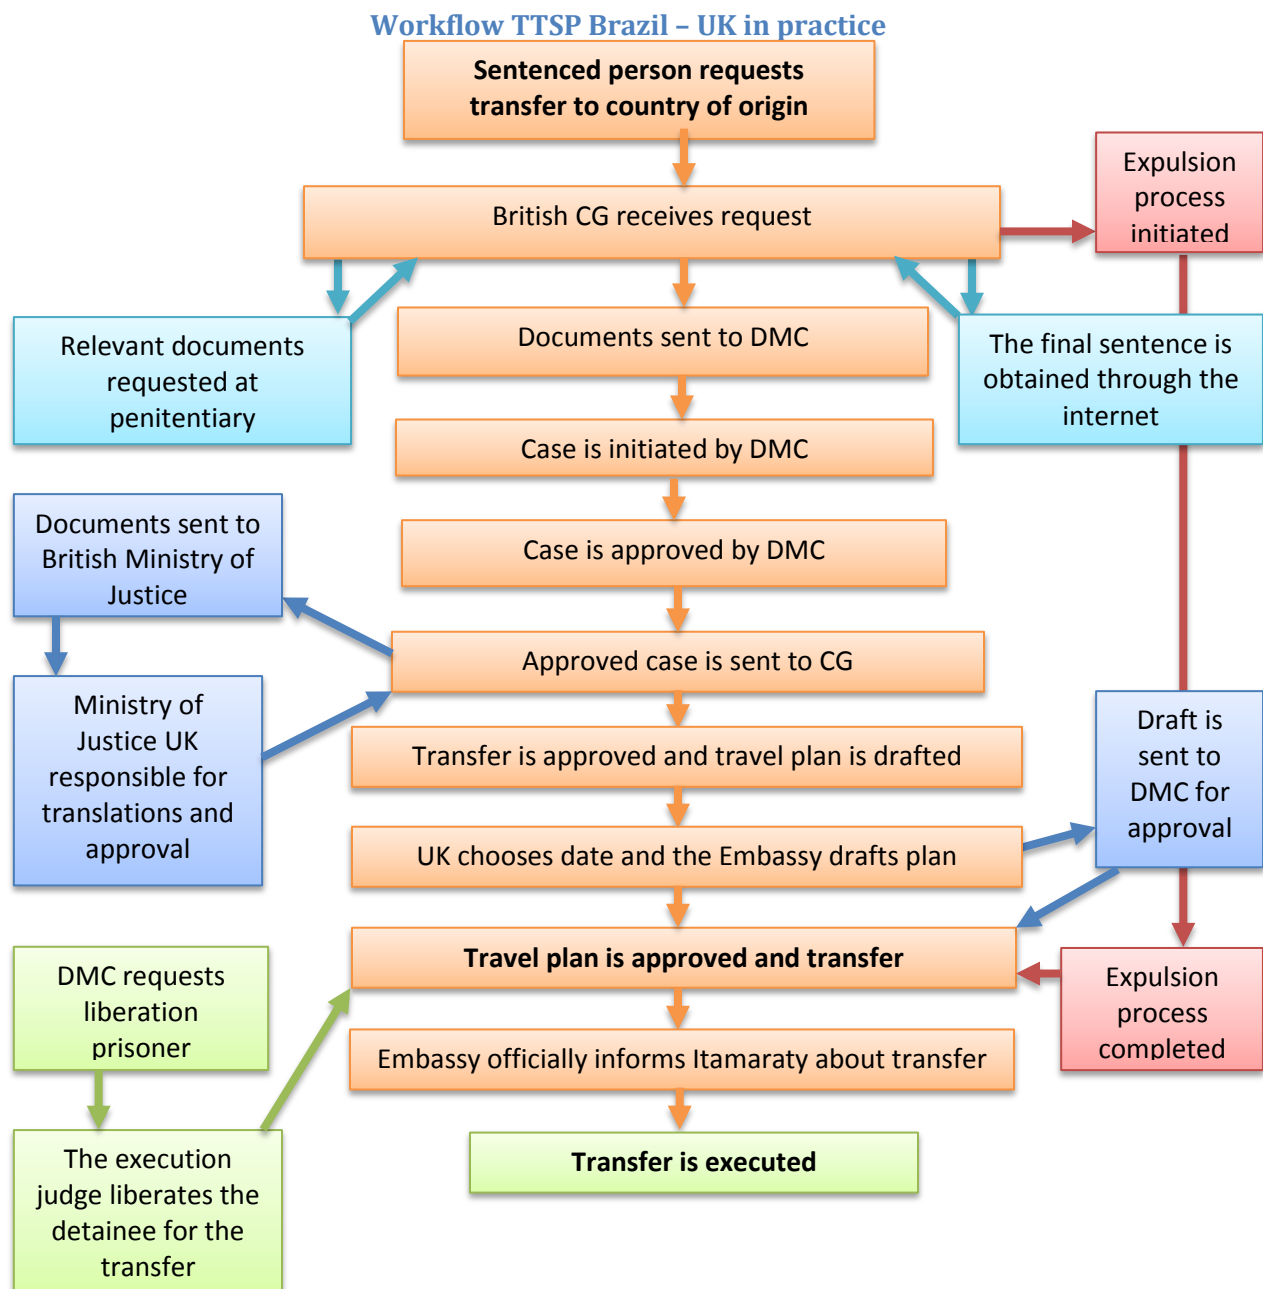 Workflow TTSP Brazil – UK in practice
Sentenced person requests
transfer to country of origin
Expulsion
process
initiated
British CG receives request
Relevant documents
requested at
penitentiary
Documents sent to DMC
The final sentence is
obtained through the
internet
Case is initiated by DMC
Documents sent to
British Ministry of
Justice
Case is approved by DMC
Approved case is sent to CG
Ministry of
Justice UK
responsible for
translations and
approval
Transfer is approved and travel plan is drafted
Draft is
sent to
DMC for
approval
UK chooses date and the Embassy drafts plan
Travel plan is approved and transfer
DMC requests
liberation
prisoner
Expulsion
process
completed
Embassy officially informs Itamaraty about transfer
The execution
judge liberates the
detainee for the
transfer
Transfer is executed